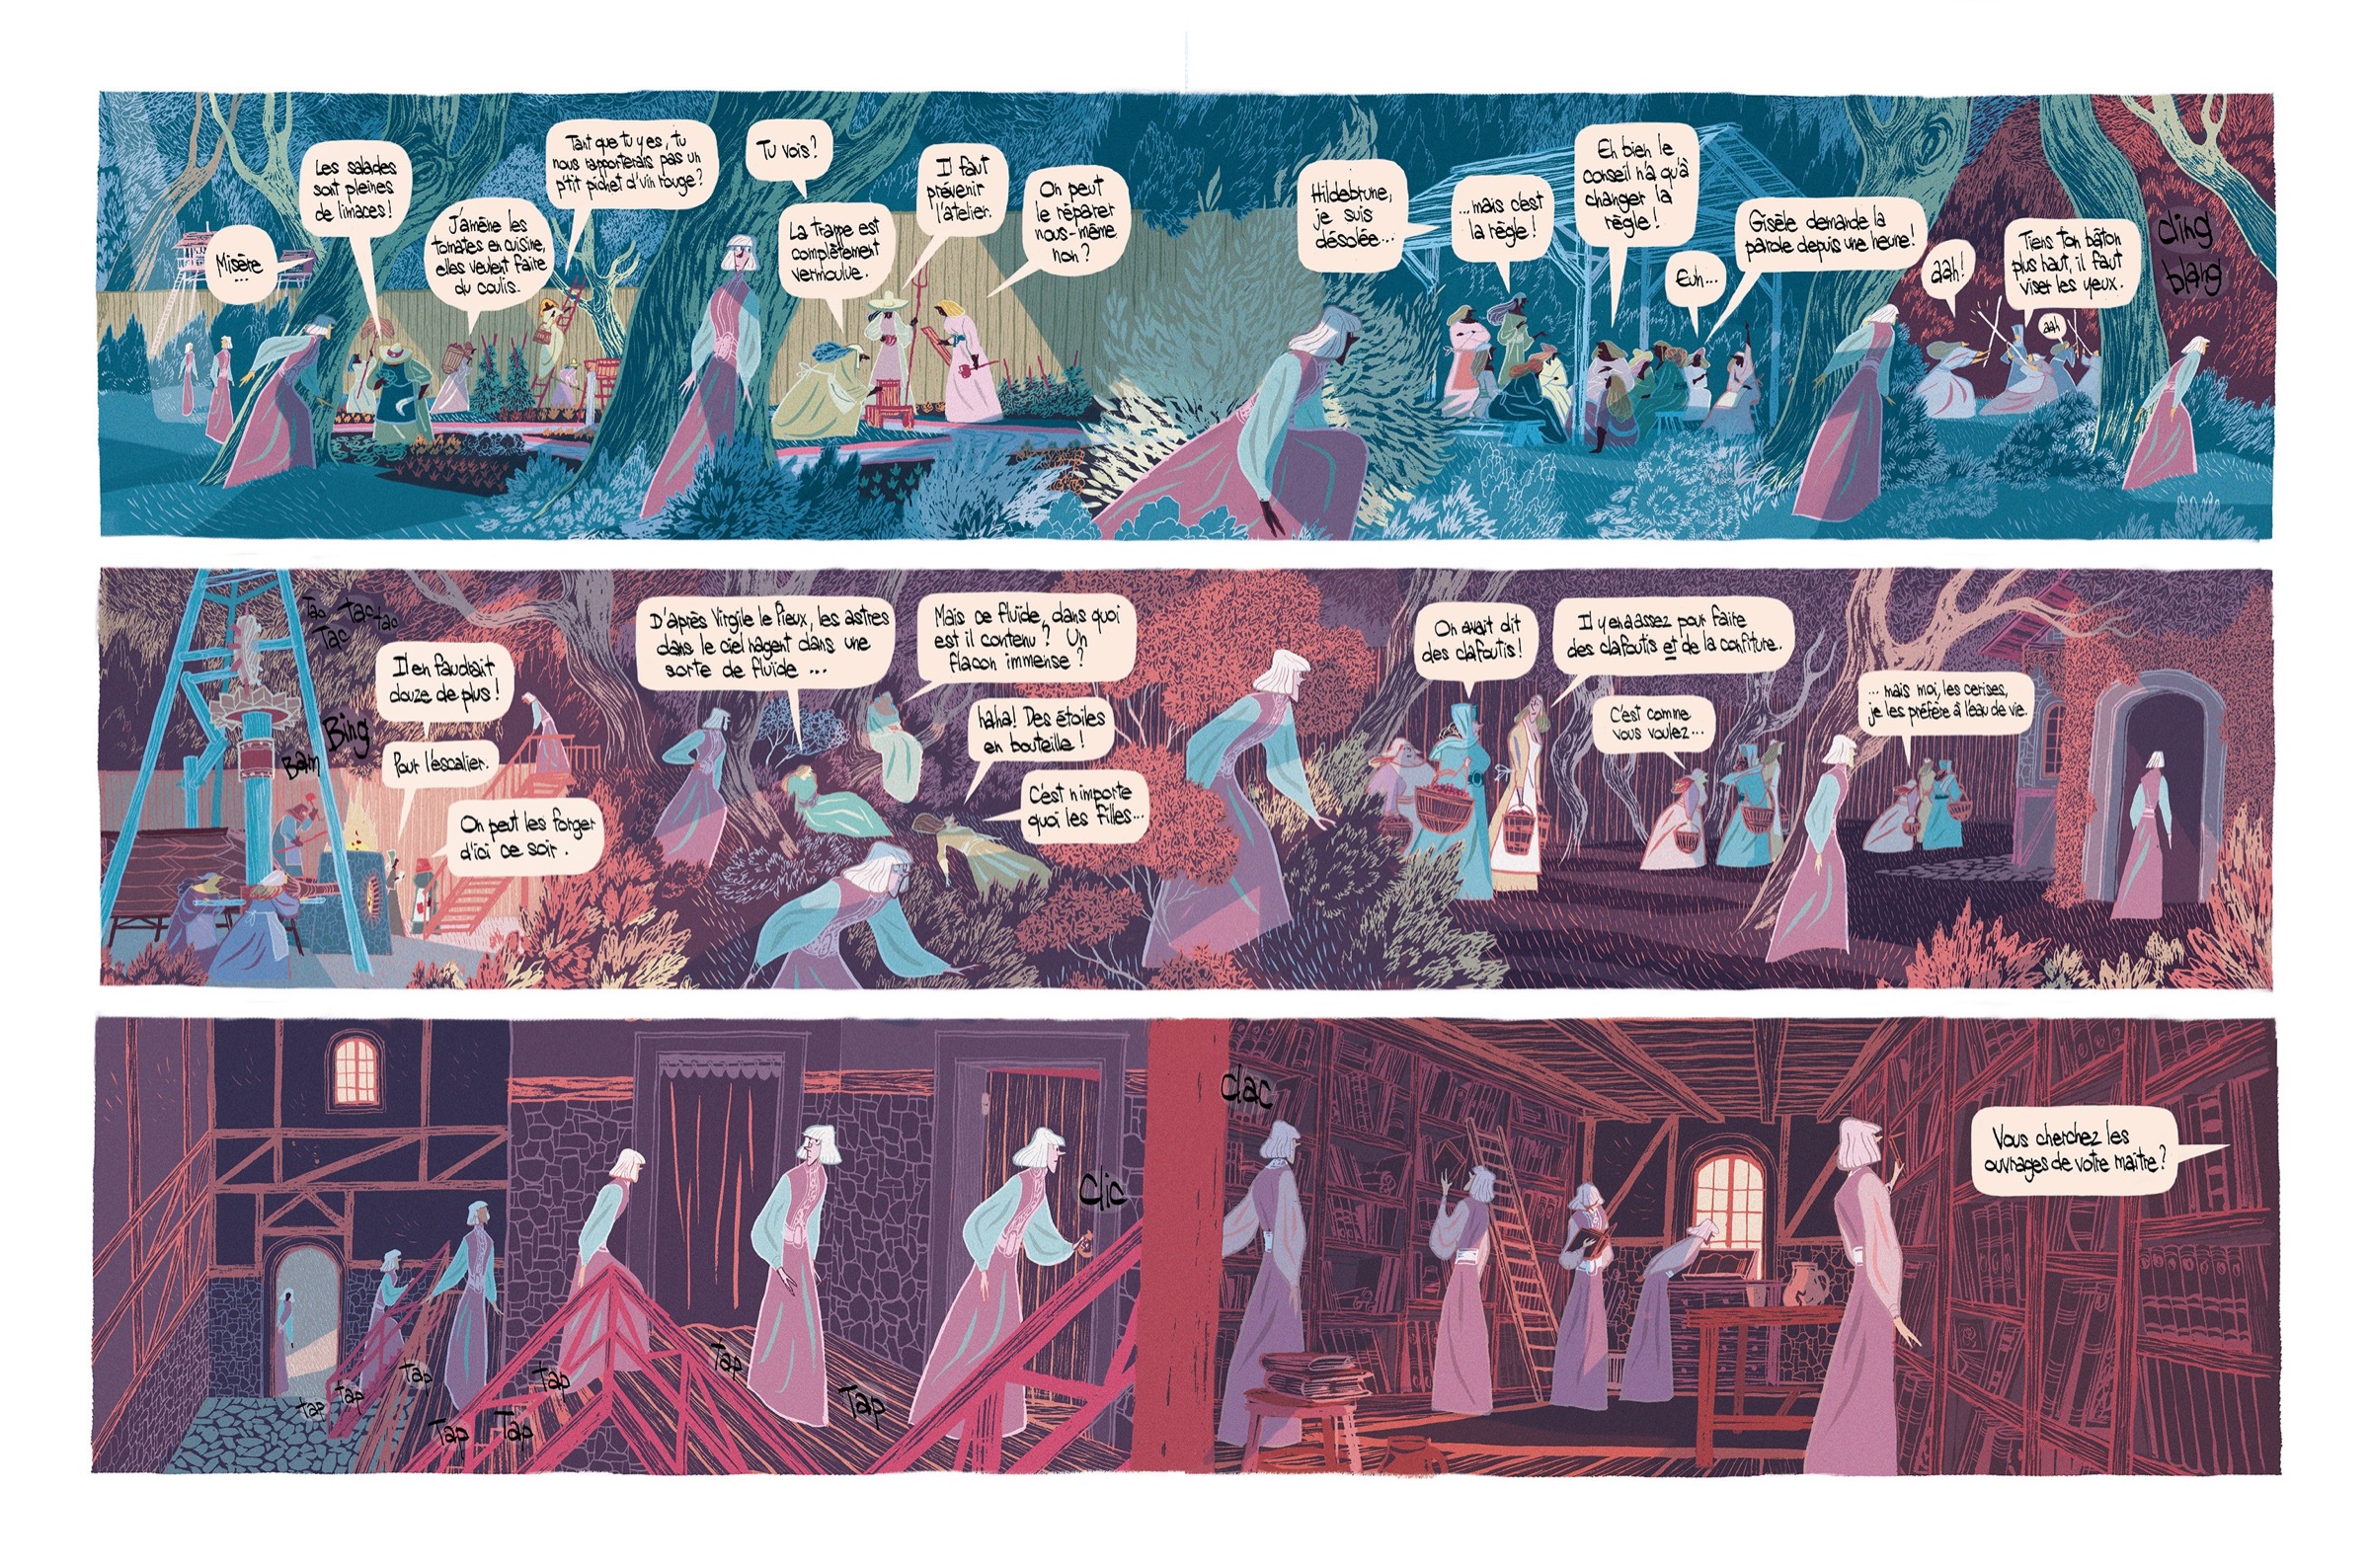 Misère
...
Les salades
sont pleines
de limaces !
J'amène les
tomates en cuisine,
elles veulent faire
du coulis.
Tant que tu y es, tu
nous rapporterais pas un
p'tit pichet d'vin rouge ?
Tu vois ?
La trappe est
complètement
vermoulue.
Il faut
prévenir
l'atelier.
On peut
le réparer
nous-même
non ?
Hildebrune,
je suis
désolée...
...mais c'est
la règle !
Eh bien le
conseil n'a qu'à
changer la
règle !
Euh...
Gisèle demande la
parole depuis une heure !
aah !
Tiens ton bâton
plus haut, il faut
viser les yeux.
aah
ding
blang
Tac tac tac
Tac
Bing
Bam
Il en faudrait
douze de plus !
Pour l'escalier.
On peut les forger
d'ici ce soir.
D'après Virgile le Pieux, les astres
dans le ciel nagent dans une
sorte de fluide ...
Mais ce fluide, dans quoi
est il contenu ? Un
flacon immense ?
haha ! Des étoiles
en bouteille !
C'est n'importe
quoi les filles...
On avait dit
des clafoutis !
Il y en a assez pour faire
des clafoutis et de la confiture.
C'est comme
vous voulez...
... mais moi, les cerises,
je les préfère à l'eau de vie.
tap
tap
tap
Tap
Tap
tap
tap
Tap
clic
clac
Vous cherchez les
ouvrages de votre maître ?